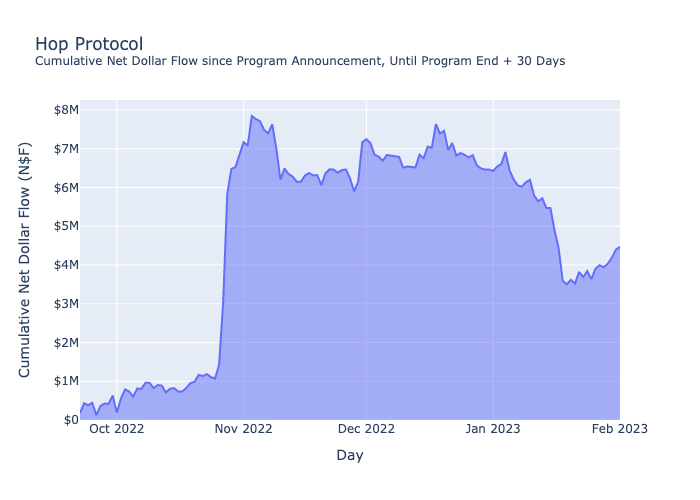 Hop Protocol
Cumulative Net Dollar Flow since Program Announcement, Until Program End + 30 Days
Cumulative Net Dollar Flow (N$F)
$8M
$7M
$6M
$5M
$4M
$3M
$2M
$1M
$0
Oct 2022 Nov 2022 Dec 2022 Jan 2023 Feb 2023
Day